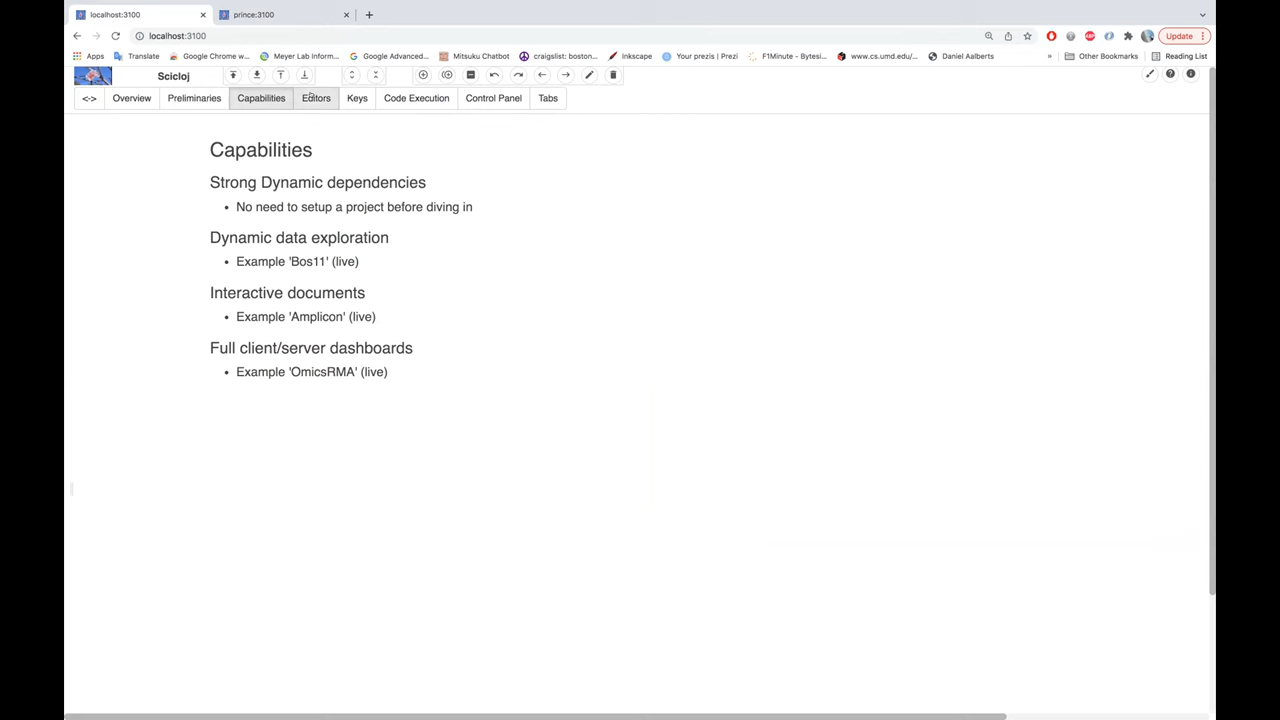 localhost:3100
prince:3100
localhost:3100
Update
Apps
Translate
Google Chrome w...
Meyer Lab Inform...
Google Advanced...
Mitsuku Chatbot
craigslist: boston...
Inkscape
Your prezis | Prezi
F1Minute - Bytesi...
www.cs.umd.edu/...
Daniel Aalberts
»
Other Bookmarks
Reading List
Scicloj
<->
Overview
Preliminaries
Capabilities
Editors
Keys
Code Execution
Control Panel
Tabs
Capabilities
Strong Dynamic dependencies
• No need to setup a project before diving in
Dynamic data exploration
• Example 'Bos11' (live)
Interactive documents
• Example 'Amplicon' (live)
Full client/server dashboards
• Example 'OmicsRMA' (live)